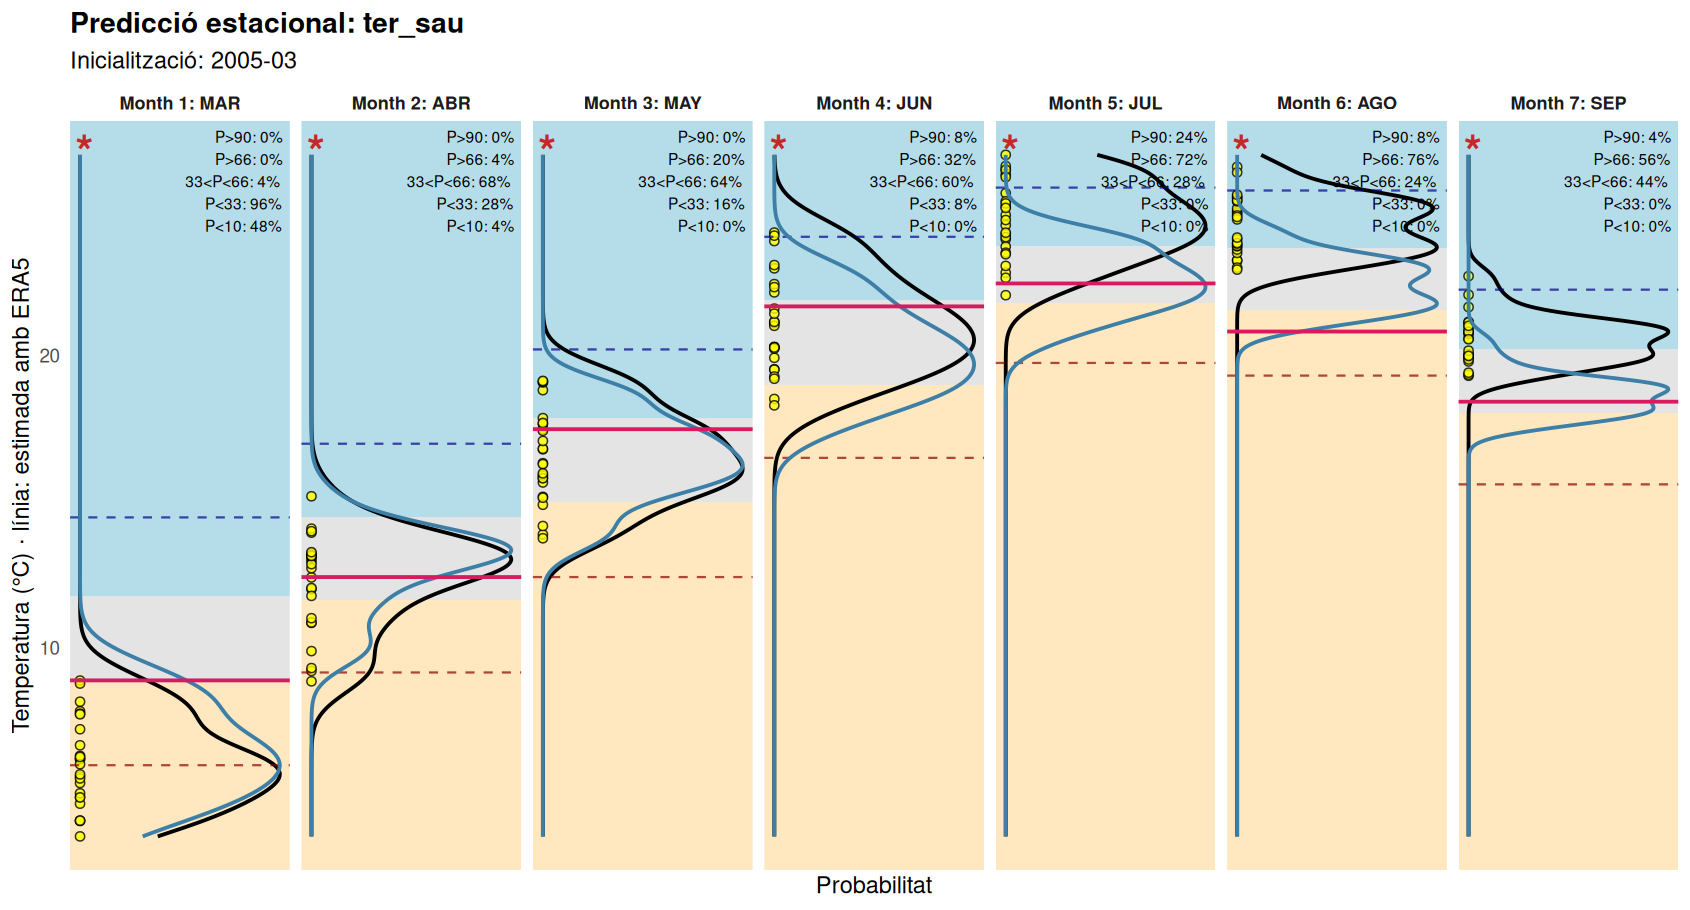 Predicció estacional: ter_sau
Inicialització: 2005-03
Month 1: MAR
Month 2: ABR
Month 3: MAY
Month 4: JUN
Month 5: JUL
Month 6: AGO
Month 7: SEP
*
P>90: 0%
P>66: 0%
33<P<66: 4%
P<33: 96%
P<10: 48%
*
P>90: 0%
P>66: 4%
33<P<66: 68%
P<33: 28%
P<10: 4%
*
P>90: 0%
P>66: 20%
33<P<66: 64%
P<33: 16%
P<10: 0%
*
P>90: 8%
P>66: 32%
33<P<66: 60%
P<33: 8%
P<10: 0%
*
P>90: 24%
P>66: 72%
33<P<66: 28%
P<33: 0%
P<10: 0%
*
P>90: 8%
P>66: 76%
33<P<66: 24%
P<33: 0%
P<10: 0%
*
P>90: 4%
P>66: 56%
33<P<66: 44%
P<33: 0%
P<10: 0%
20
10
Temperatura (°C) · línia: estimada amb ERA5
Probabilitat